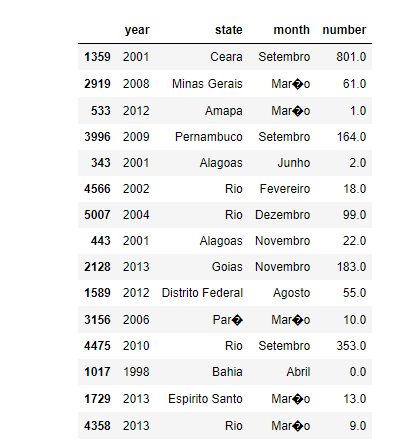 year state month number
1359 2001 Ceara Setembro 801.0
2919 2008 Minas Gerais Mar�o 61.0
533 2012 Amapa Mar�o 1.0
3996 2009 Pernambuco Setembro 164.0
343 2001 Alagoas Junho 2.0
4566 2002 Rio Fevereiro 18.0
5007 2004 Rio Dezembro 99.0
443 2001 Alagoas Novembro 22.0
2128 2013 Goias Novembro 183.0
1589 2012 Distrito Federal Agosto 55.0
3156 2006 Par� Mar�o 10.0
4475 2010 Rio Setembro 353.0
1017 1998 Bahia Abril 0.0
1729 2013 Espirito Santo Mar�o 13.0
4358 2013 Rio Mar�o 9.0